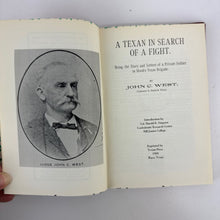 A TEXAN IN SEARCH
OF A FIGHT.
Being the Diary and Letters of a Private Soldier
in Hood's Texas Brigade.
BY
JOHN C. WEST,
Introduction by
Col. Harold B. Simpson
Confederate Research Center
Hill Junior College
Reprinted by
Texian Press
1969
Waco, Texas
JUDGE JOHN C. WEST